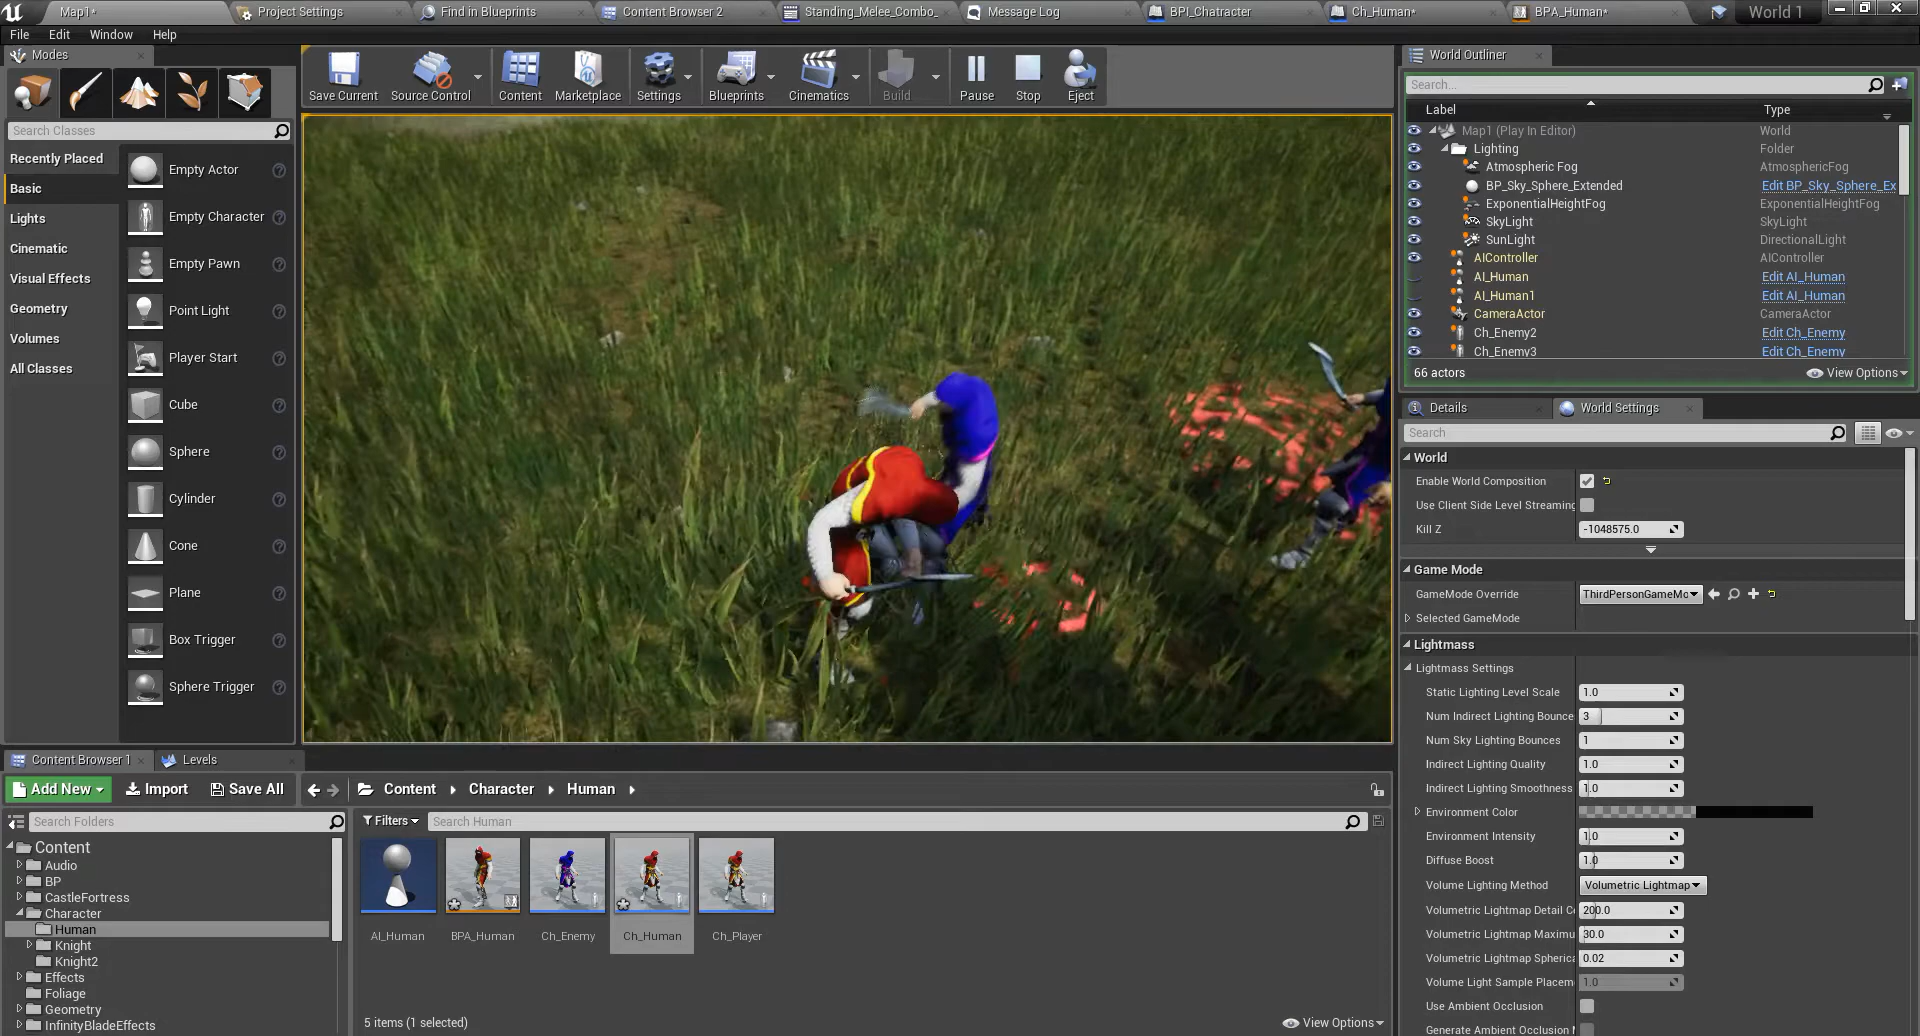 Map1*
Project Settings
Find in Blueprints
Content Browser 2
Standing_Melee_Combo_
Message Log
BPI_Chatracter
Ch_Human*
BPA_Human*
World 1
File Edit Window Help
Modes
Search Classes
Recently Placed
Basic
Lights
Cinematic
Visual Effects
Geometry
Volumes
All Classes
Empty Actor
Empty Character
Empty Pawn
Point Light
Player Start
Cube
Sphere
Cylinder
Cone
Plane
Box Trigger
Sphere Trigger
Save Current
Source Control
Content
Marketplace
Settings
Blueprints
Cinematics
Build
Pause
Stop
Eject
World Outliner
Search...
Label Type
Map1 (Play In Editor) World
Lighting Folder
Atmospheric Fog AtmosphericFog
BP_Sky_Sphere_Extended Edit BP_Sky_Sphere_Ex
ExponentialHeightFog ExponentialHeightFog
SkyLight SkyLight
SunLight DirectionalLight
AIController AIController
AI_Human Edit AI_Human
AI_Human1 Edit AI_Human
CameraActor CameraActor
Ch_Enemy2 Edit Ch_Enemy
Ch_Enemy3 Edit Ch_Enemy
66 actors View Options
Details World Settings
Search
World
Enable World Composition
Use Client Side Level Streaming
Kill Z -1048575.0
Game Mode
GameMode Override ThirdPersonGameMo
Selected GameMode
Lightmass
Lightmass Settings
Static Lighting Level Scale 1.0
Num Indirect Lighting Bounce 3
Num Sky Lighting Bounces 1
Indirect Lighting Quality 1.0
Indirect Lighting Smoothness 1.0
Environment Color
Environment Intensity 1.0
Diffuse Boost 1.0
Volume Lighting Method Volumetric Lightmap
Volumetric Lightmap Detail C 200.0
Volumetric Lightmap Maximu 30.0
Volumetric Lightmap Spherica 0.02
Volume Light Sample Placem 1.0
Use Ambient Occlusion
Generate Ambient Occlusion M
Content Browser 1 Levels
Add New Import Save All
Content Character Human
Search Folders
Filters Search Human
Content
Audio
BP
CastleFortress
Character
Human
Knight
Knight2
Effects
Foliage
Geometry
InfinityBladeEffects
AI_Human
BPA_Human
Ch_Enemy
Ch_Human
Ch_Player
5 items (1 selected) View Options